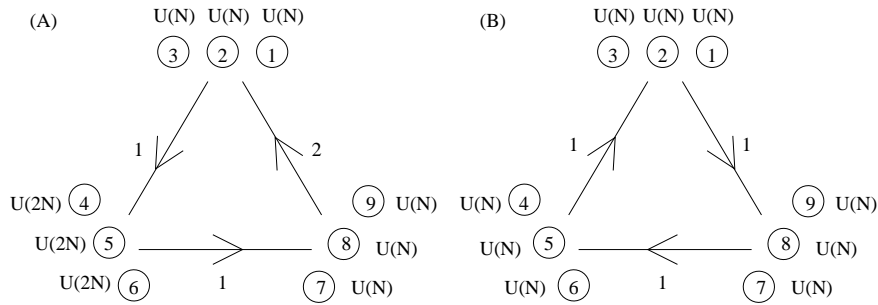 (A) U(N) U(N) U(N)
3 2 1
1 2
U(2N) 4 9 U(N)
U(2N) 5 8 U(N)
U(2N) 6 1 7 U(N)
(B) U(N) U(N) U(N)
3 2 1
1 1
U(N) 4 9 U(N)
U(N) 5 8 U(N)
U(N) 6 1 7 U(N)